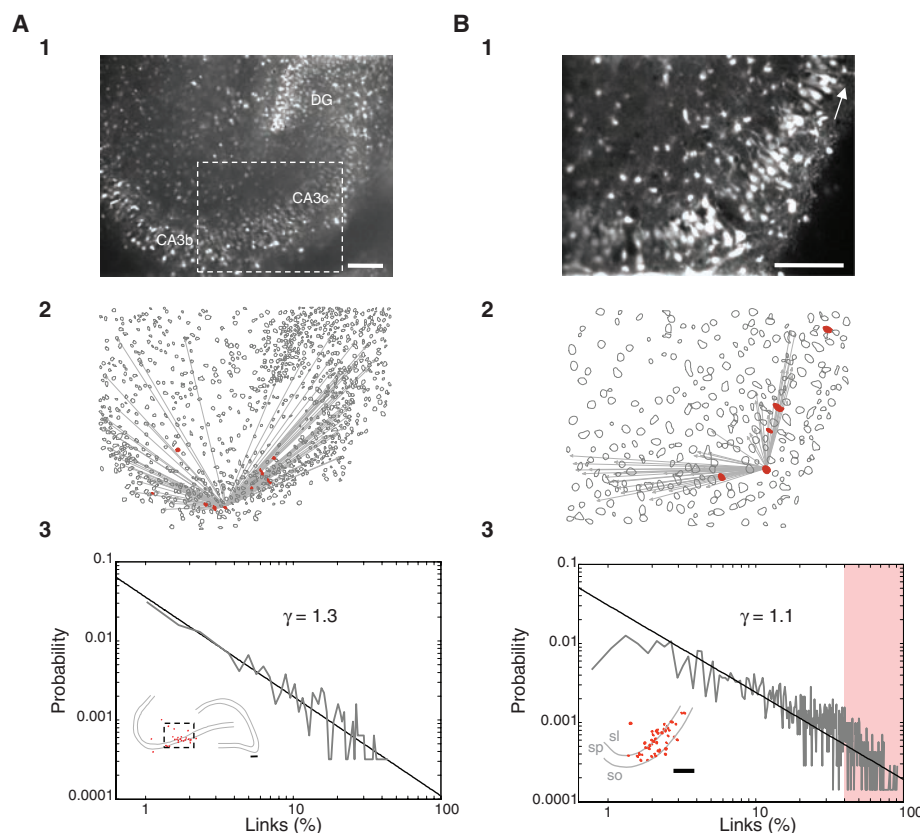 A
1
DG
CA3c
CA3b
2
3
0.1
0.01
0.001
0.0001
Probability
γ = 1.3
1
10
100
Links (%)
B
1
2
3
0.1
0.01
0.001
0.0001
Probability
γ = 1.1
sp
sl
so
1
10
100
Links (%)